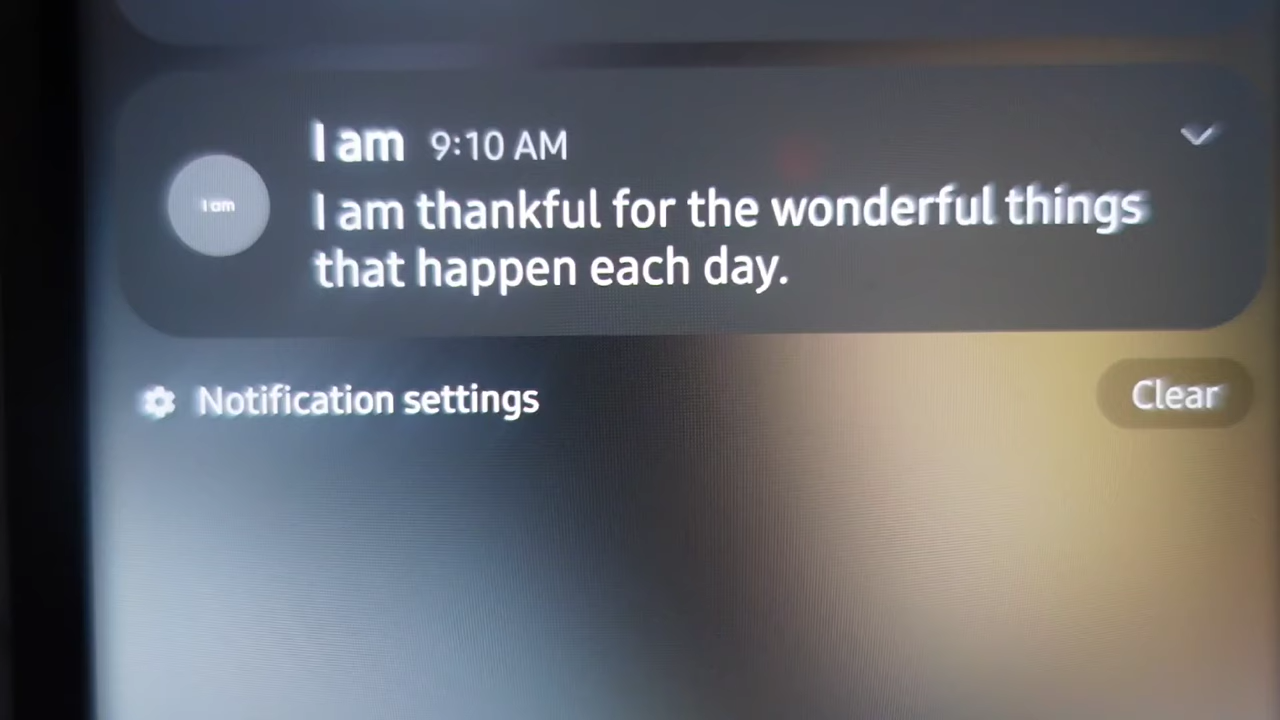 I am 9:10 AM
I am
I am thankful for the wonderful things
that happen each day.
Notification settings
Clear